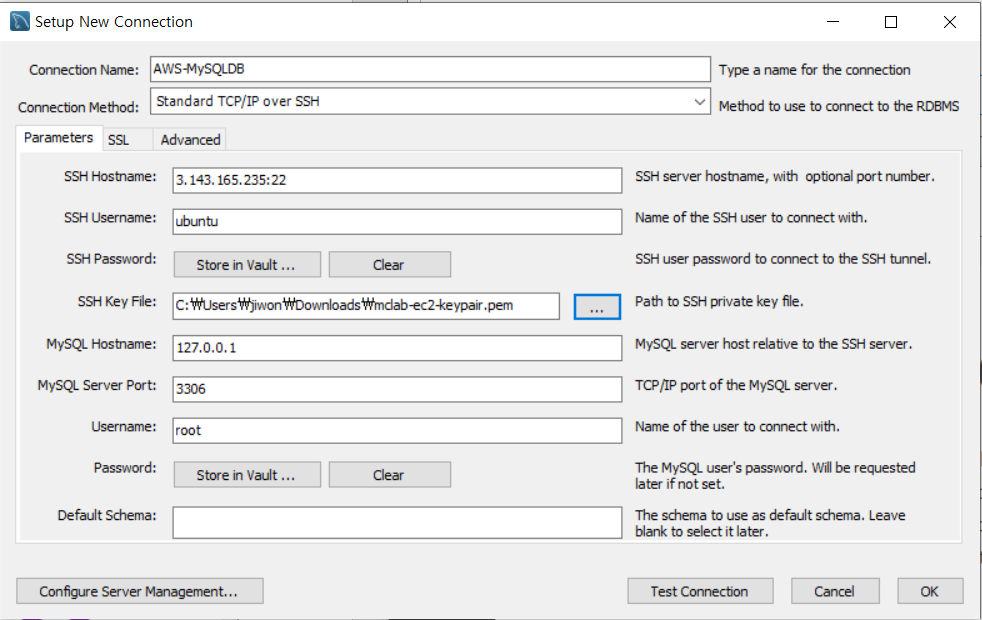 Setup New Connection
Connection Name: AWS-MySQLDB Type a name for the connection
Connection Method: Standard TCP/IP over SSH Method to use to connect to the RDBMS
Parameters SSL Advanced
SSH Hostname: 3.143.165.235:22 SSH server hostname, with optional port number.
SSH Username: ubuntu Name of the SSH user to connect with.
SSH Password: Store in Vault ... Clear SSH user password to connect to the SSH tunnel.
SSH Key File: C:₩Users₩jiwon₩Downloads₩mclab-ec2-keypair.pem ... Path to SSH private key file.
MySQL Hostname: 127.0.0.1 MySQL server host relative to the SSH server.
MySQL Server Port: 3306 TCP/IP port of the MySQL server.
Username: root Name of the user to connect with.
Password: Store in Vault ... Clear The MySQL user's password. Will be requested
later if not set.
Default Schema: The schema to use as default schema. Leave
blank to select it later.
Configure Server Management... Test Connection Cancel OK